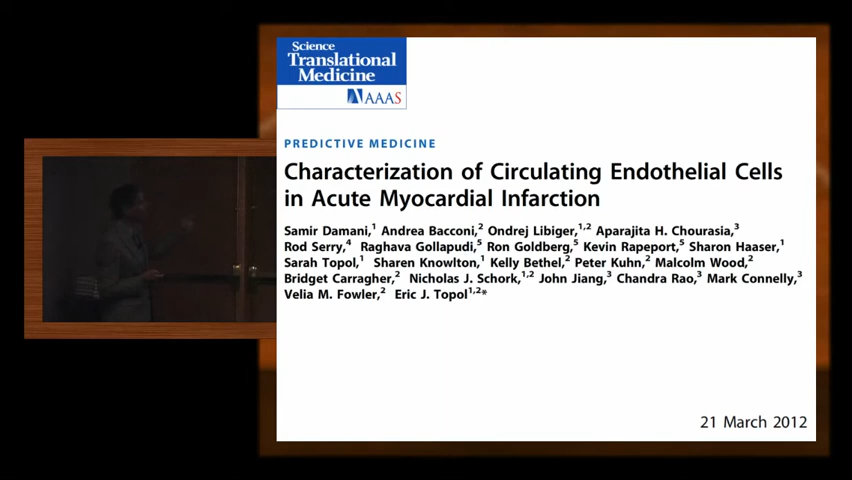 Science
Translational
Medicine
AAAS
PREDICTIVE MEDICINE
Characterization of Circulating Endothelial Cells
in Acute Myocardial Infarction
Samir Damani,¹ Andrea Bacconi,² Ondrej Libiger,¹,² Aparajita H. Chourasia,³
Rod Serry,⁴ Raghava Gollapudi,⁵ Ron Goldberg,⁵ Kevin Rapeport,⁵ Sharon Haaser,¹
Sarah Topol,¹ Sharen Knowlton,¹ Kelly Bethel,² Peter Kuhn,² Malcolm Wood,²
Bridget Carragher,² Nicholas J. Schork,¹,² John Jiang,³ Chandra Rao,³ Mark Connelly,³
Velia M. Fowler,² Eric J. Topol¹,²*
21 March 2012